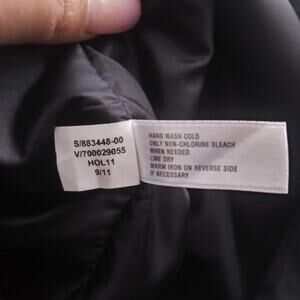 S/883448-00
V/700029055
HOL11
9/11
HAND WASH COLD
ONLY NON-CHLORINE BLEACH
WHEN NEEDED
LINE DRY
WARM IRON ON REVERSE SIDE
IF NECESSARY